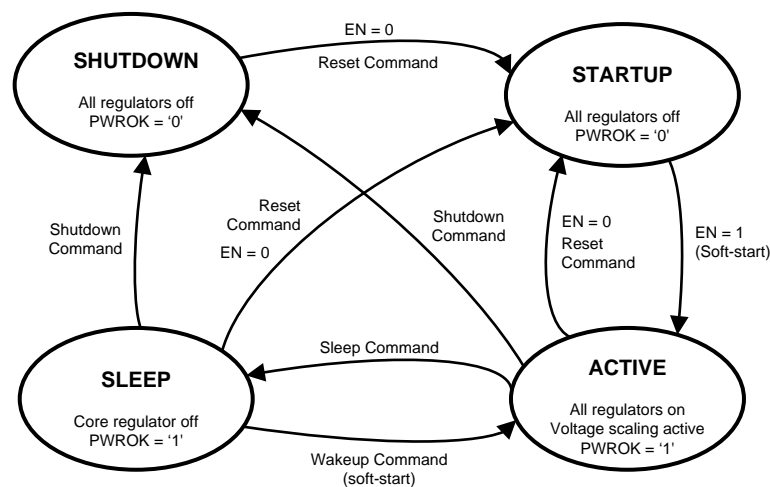 EN = 0
Reset Command
SHUTDOWN
All regulators off
PWROK = ‘0’
STARTUP
All regulators off
PWROK = ‘0’
Shutdown
Command
Reset
Command
EN = 0
Shutdown
Command
EN = 0
Reset
Command
EN = 1
(Soft-start)
Sleep Command
SLEEP
Core regulator off
PWROK = ‘1’
ACTIVE
All regulators on
Voltage scaling active
PWROK = ‘1’
Wakeup Command
(soft-start)